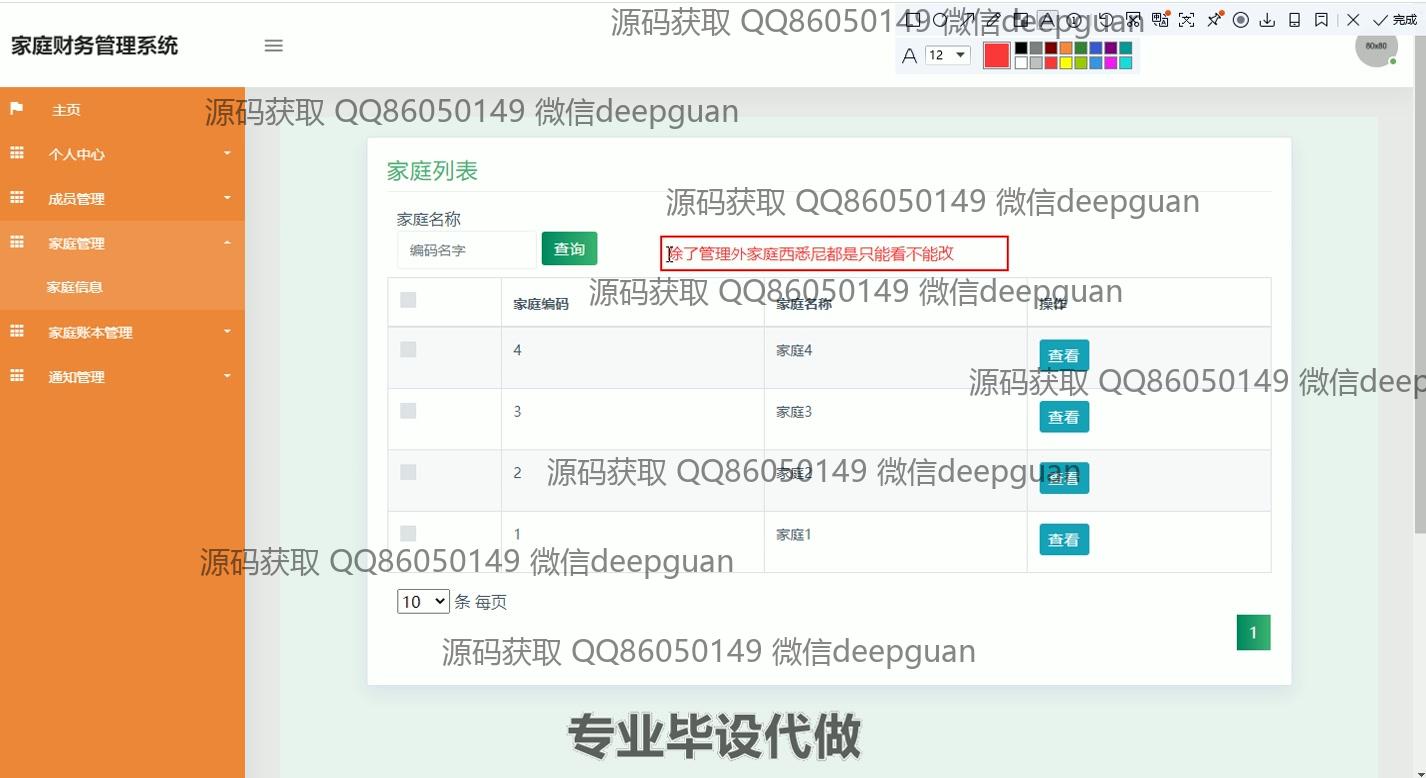 源码获取 QQ86050149 微信deepguan
完成
家庭财务管理系统
A 12
80x80
主页
源码获取 QQ86050149 微信deepguan
个人中心
成员管理
家庭管理
家庭信息
家庭账本管理
通知管理
家庭列表
源码获取 QQ86050149 微信deepguan
家庭名称
编码名字 查询
除了管理外家庭西悉尼都是只能看不能改
源码获取 QQ86050149 微信deepguan
家庭编码 家庭名称 操作
4 家庭4 查看
源码获取 QQ86050149 微信deep
3 家庭3 查看
2 家庭2 查看
源码获取 QQ86050149 微信deepguan
1 家庭1 查看
源码获取 QQ86050149 微信deepguan
10 条 每页
1
源码获取 QQ86050149 微信deepguan
专业毕设代做